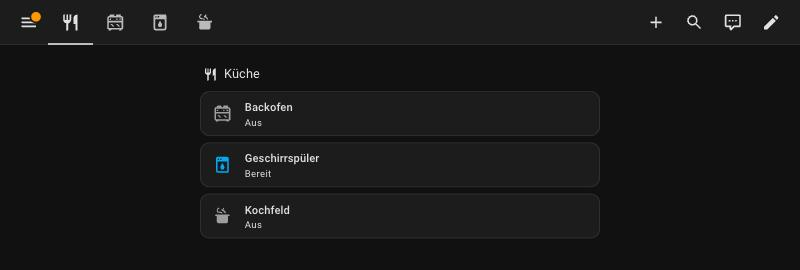 Küche
Backofen
Aus
Geschirrspüler
Bereit
Kochfeld
Aus